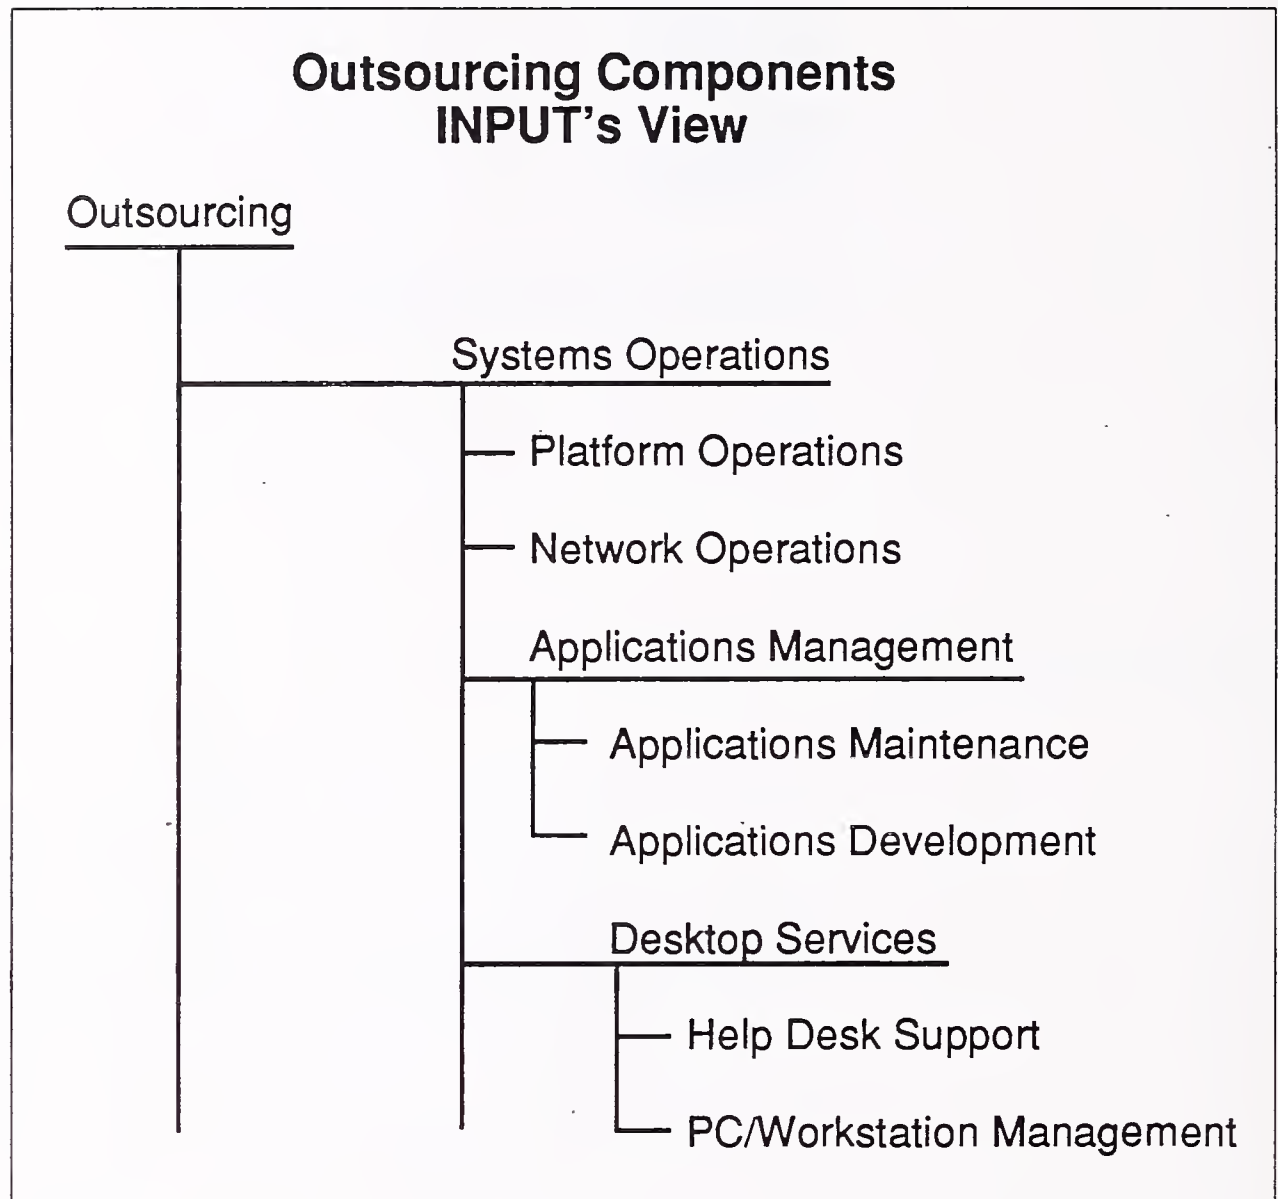 Outsourcing Components
INPUT's View
Outsourcing
Systems Operations
Platform Operations
Network Operations
Applications Management
Applications Maintenance
Applications Development
Desktop Services
Help Desk Support
PC/Workstation Management